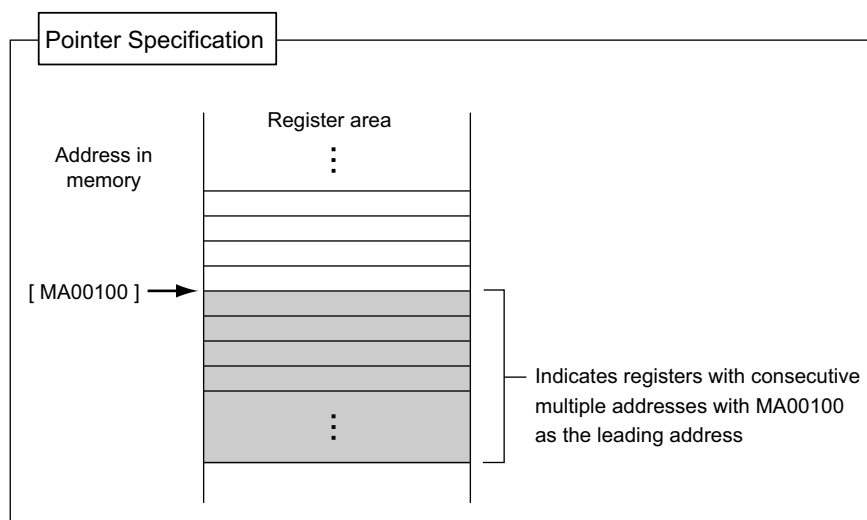 Pointer Specification
Register area
⋮
Address in
memory
[ MA00100 ]
Indicates registers with consecutive
multiple addresses with MA00100
as the leading address
⋮